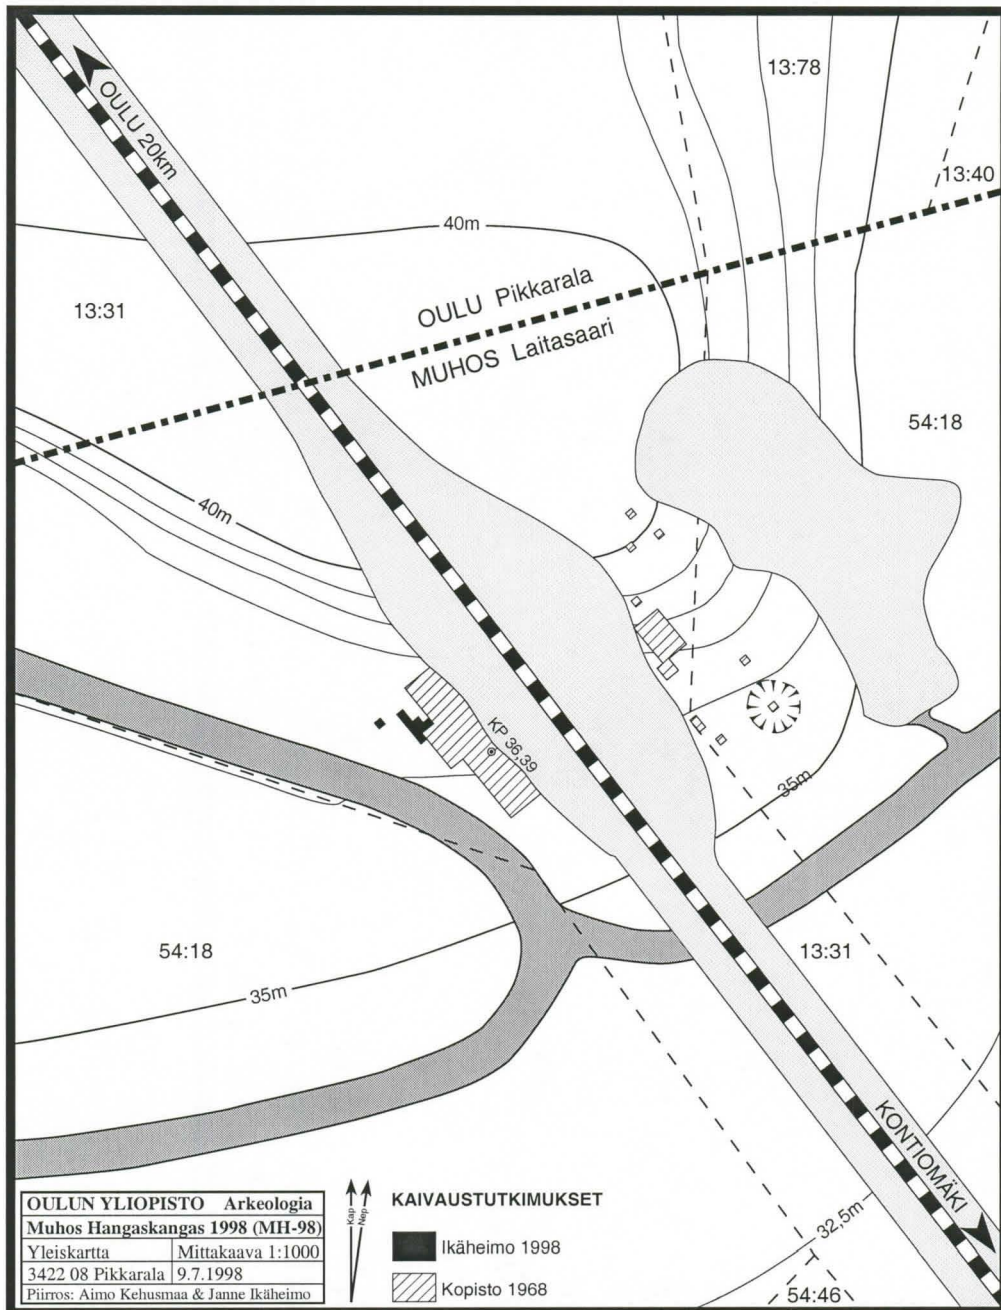 13:78
OULU 20km
13:40
40m
13:31
OULU Pikkarala
MUHOS Laitasaari
54:18
40m
KP 36,39
35m
54:18
13:31
35m
KONTIOMÄKI
32,5m
54:46
OULUN YLIOPISTO Arkeologia
Muhos Hangaskangas 1998 (MH-98)
Yleiskartta Mittakaava 1:1000
3422 08 Pikkarala 9.7.1998
Piirros: Aimo Kehusmaa & Janne Ikäheimo
Kap
Nep
KAIVAUSTUTKIMUKSET
Ikäheimo 1998
Kopisto 1968